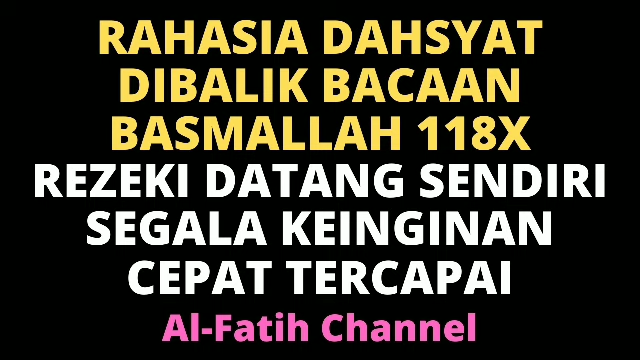 RAHASIA DAHSYAT
DIBALIK BACAAN
BASMALLAH 118X
REZEKI DATANG SENDIRI
SEGALA KEINGINAN
CEPAT TERCAPAI
Al-Fatih Channel